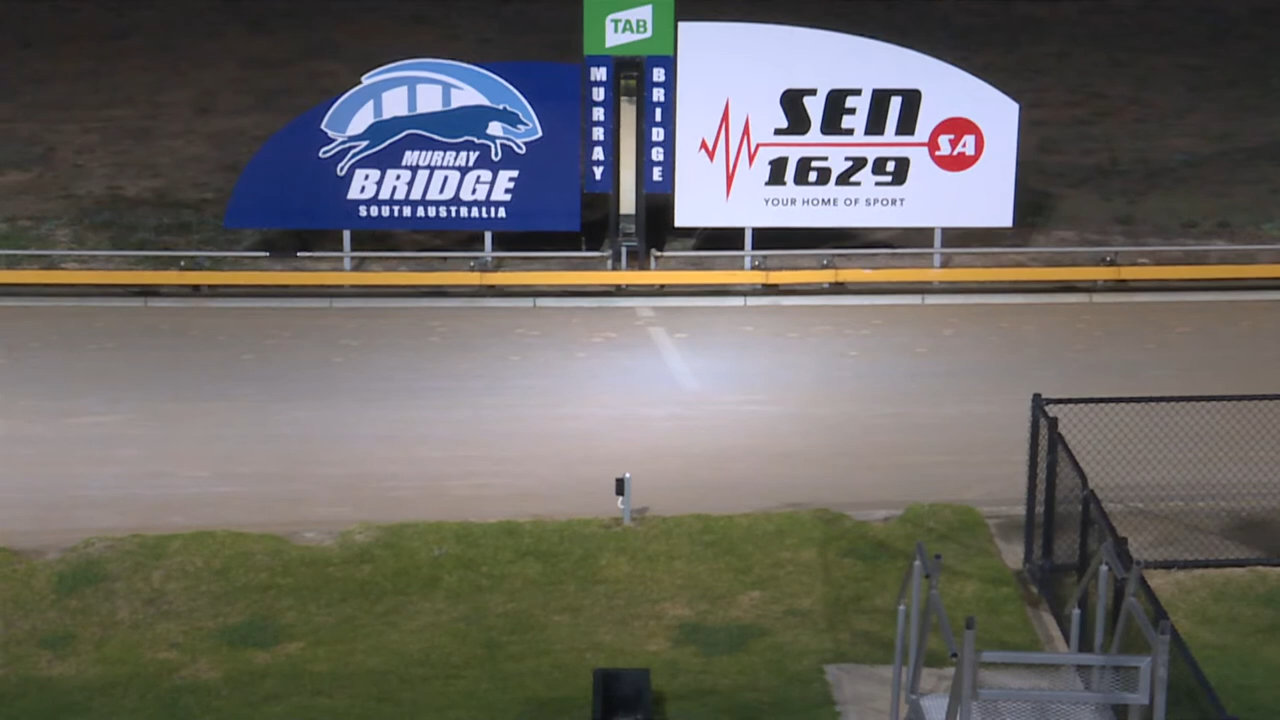 TAB
MURRAY
BRIDGE
SOUTH AUSTRALIA
MURRAY
BRIDGE
SEN
SA
1629
YOUR HOME OF SPORT